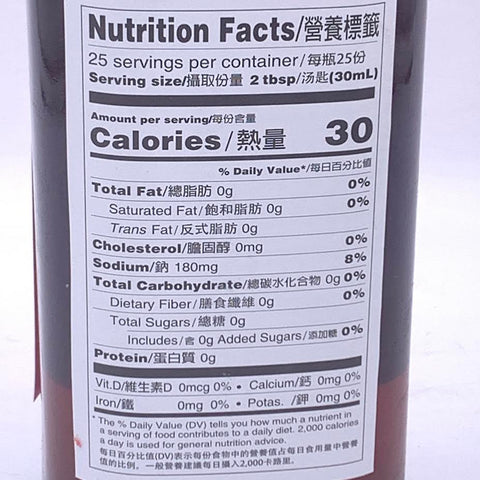 Nutrition Facts/營養標籤
25 servings per container/每瓶25份
Serving size/攝取份量 2 tbsp/汤匙(30mL)
Amount per serving/每份含量
Calories/熱量 30
% Daily Value*/每日百分比值
Total Fat/總脂肪 0g 0%
Saturated Fat/飽和脂肪 0g 0%
Trans Fat/反式脂肪 0g
Cholesterol/膽固醇 0mg 0%
Sodium/鈉 180mg 8%
Total Carbohydrate/總碳水化合物 0g 0%
Dietary Fiber/膳食纖維 0g 0%
Total Sugars/總糖 0g
Includes/含 0g Added Sugars/添加糖 0%
Protein/蛋白質 0g
Vit.D/維生素D 0mcg 0% • Calcium/鈣 0mg 0%
Iron/鐵 0mg 0% • Potas. /鉀 0mg 0%
* The % Daily Value (DV) tells you how much a nutrient in
a serving of food contributes to a daily diet. 2,000 calories
a day is used for general nutrition advice.
每日百分比值(DV)表示每份食物中的營養值占每日食用量中營養
值的比例，一般營養建議每日攝入2,000卡路里。